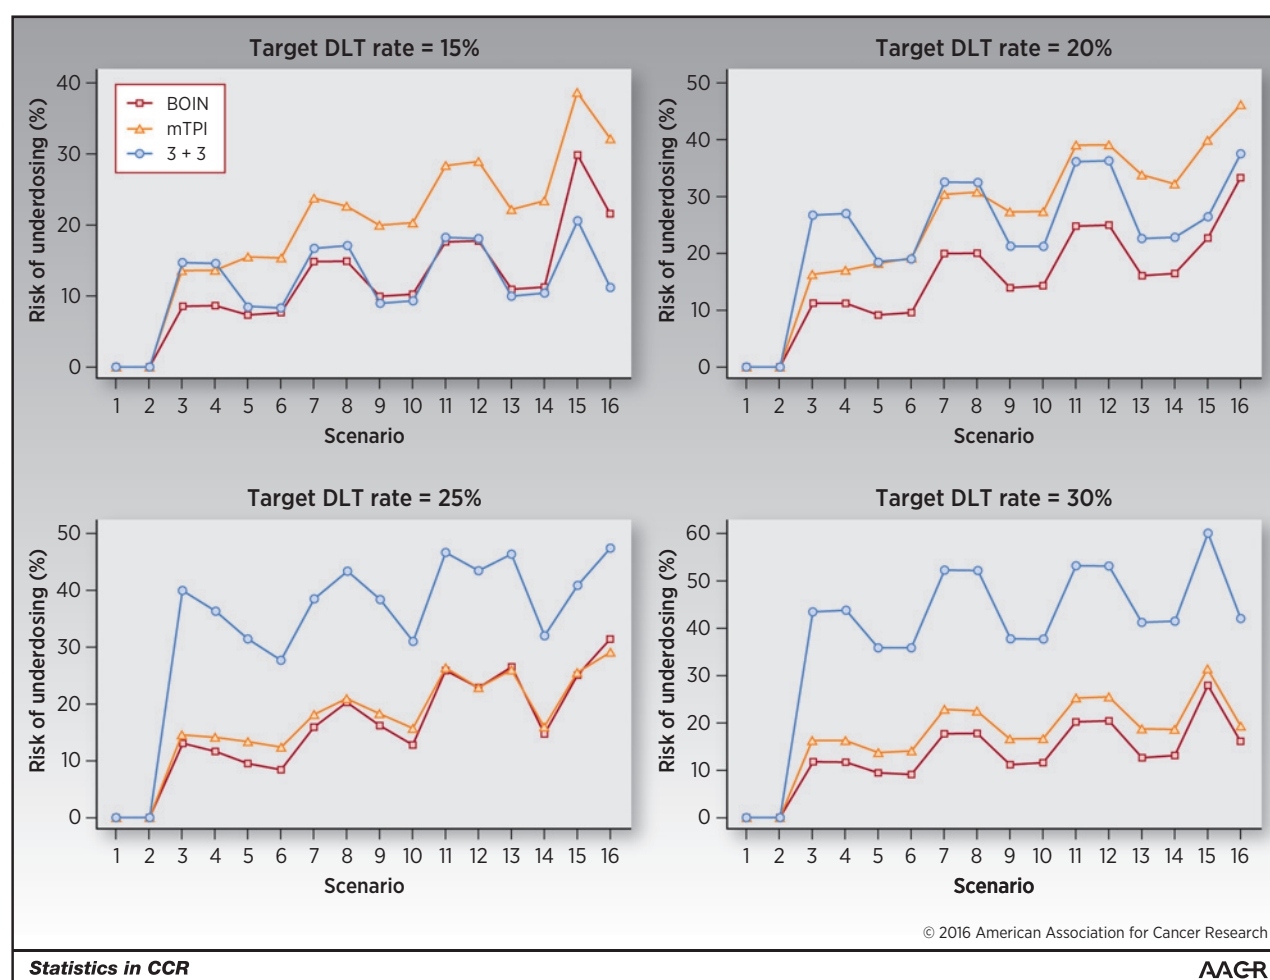 Target DLT rate = 15%
Risk of underdosing (%)
40
30
20
10
0
BOIN
mTPI
3 + 3
1 2 3 4 5 6 7 8 9 10 11 12 13 14 15 16
Scenario
Target DLT rate = 20%
Risk of underdosing (%)
50
40
30
20
10
0
1 2 3 4 5 6 7 8 9 10 11 12 13 14 15 16
Scenario
Target DLT rate = 25%
Risk of underdosing (%)
50
40
30
20
10
0
1 2 3 4 5 6 7 8 9 10 11 12 13 14 15 16
Scenario
Target DLT rate = 30%
Risk of underdosing (%)
60
50
40
30
20
10
0
1 2 3 4 5 6 7 8 9 10 11 12 13 14 15 16
Scenario
© 2016 American Association for Cancer Research
Statistics in CCR
AACR